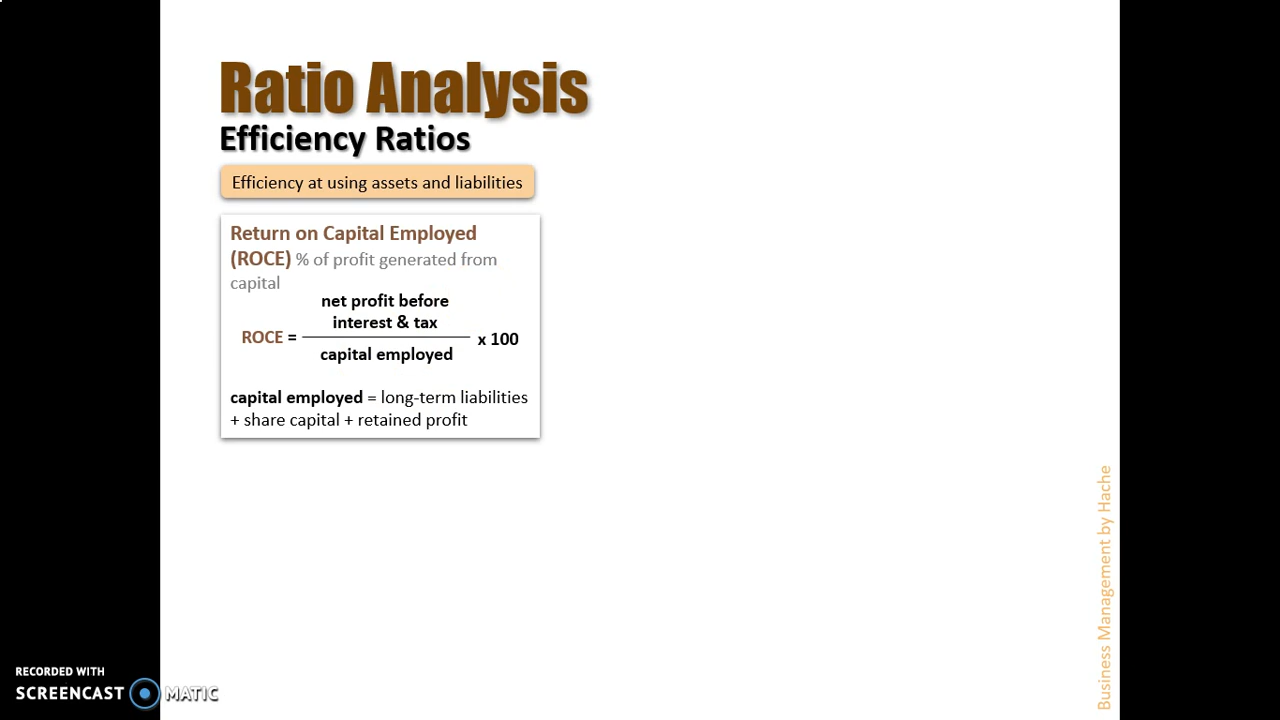 Ratio Analysis
Efficiency Ratios
Efficiency at using assets and liabilities
Return on Capital Employed
(ROCE) % of profit generated from
capital
net profit before
interest & tax
ROCE =
x 100
capital employed
capital employed = long-term liabilities
+ share capital + retained profit
Business Management by Hache
RECORDED WITH
SCREENCAST MATIC